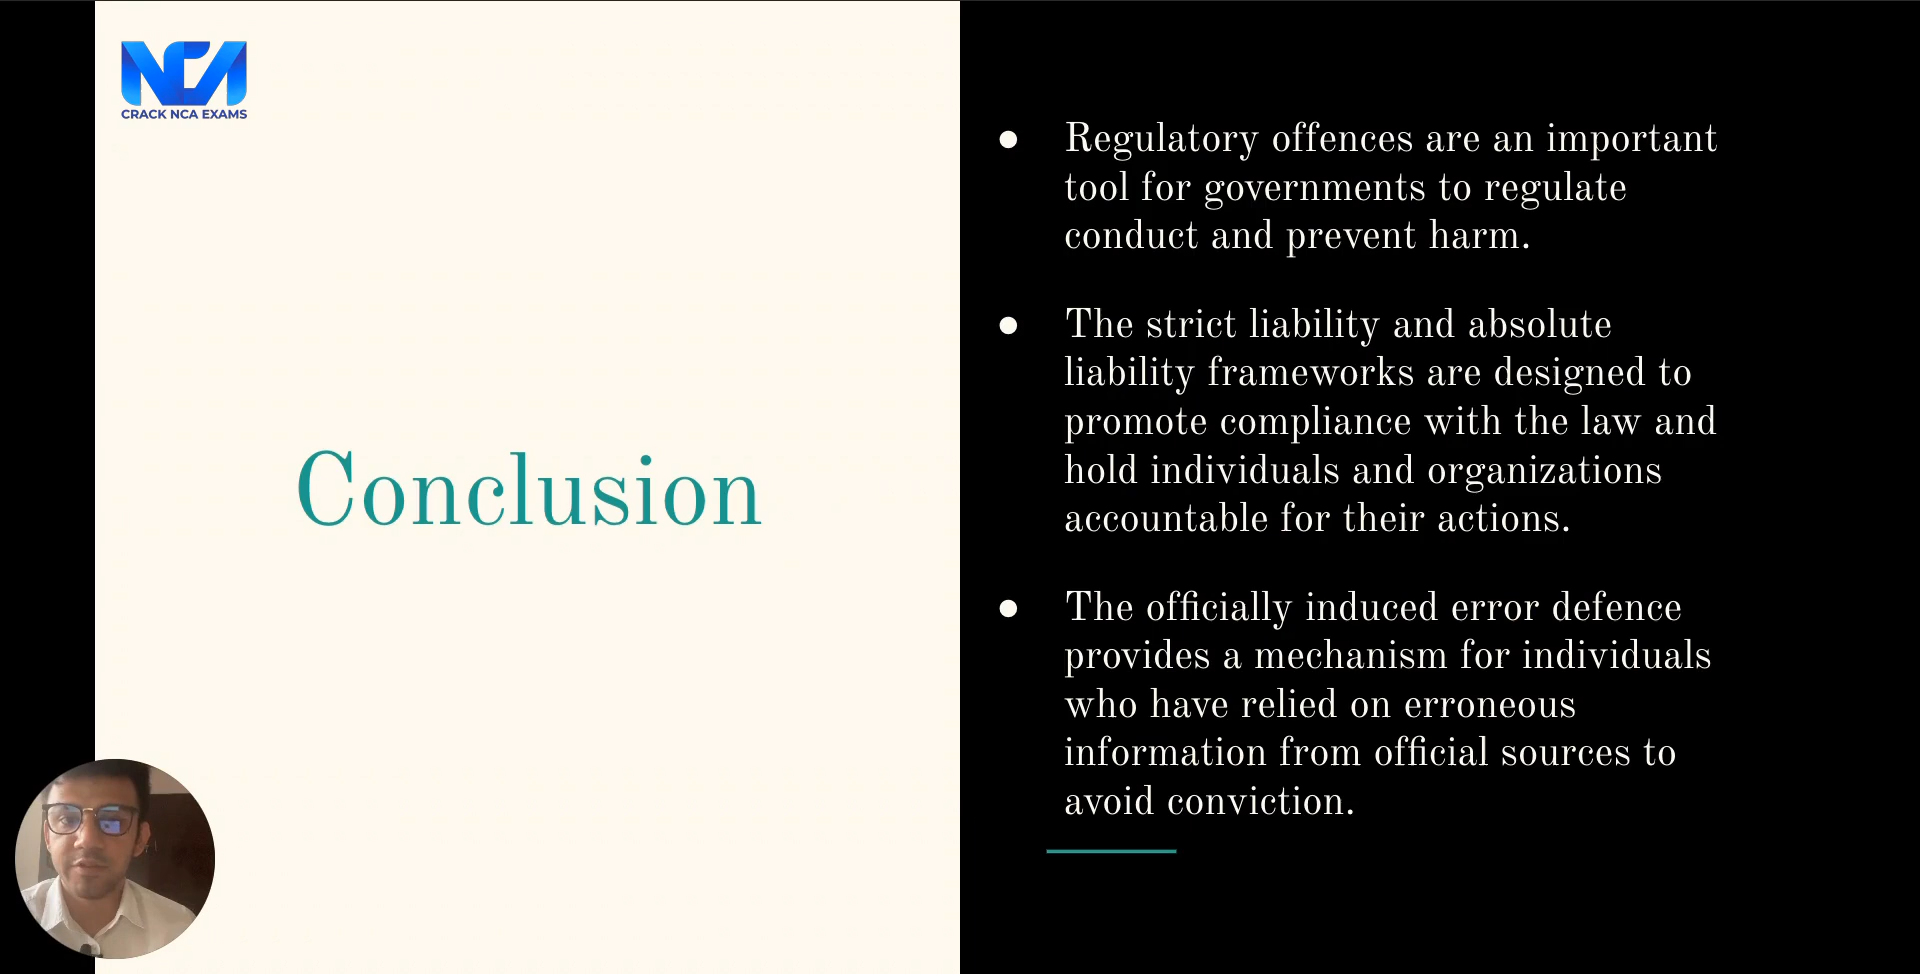 NCA
CRACK NCA EXAMS
Conclusion
● Regulatory offences are an important
tool for governments to regulate
conduct and prevent harm.
● The strict liability and absolute
liability frameworks are designed to
promote compliance with the law and
hold individuals and organizations
accountable for their actions.
● The officially induced error defence
provides a mechanism for individuals
who have relied on erroneous
information from official sources to
avoid conviction.